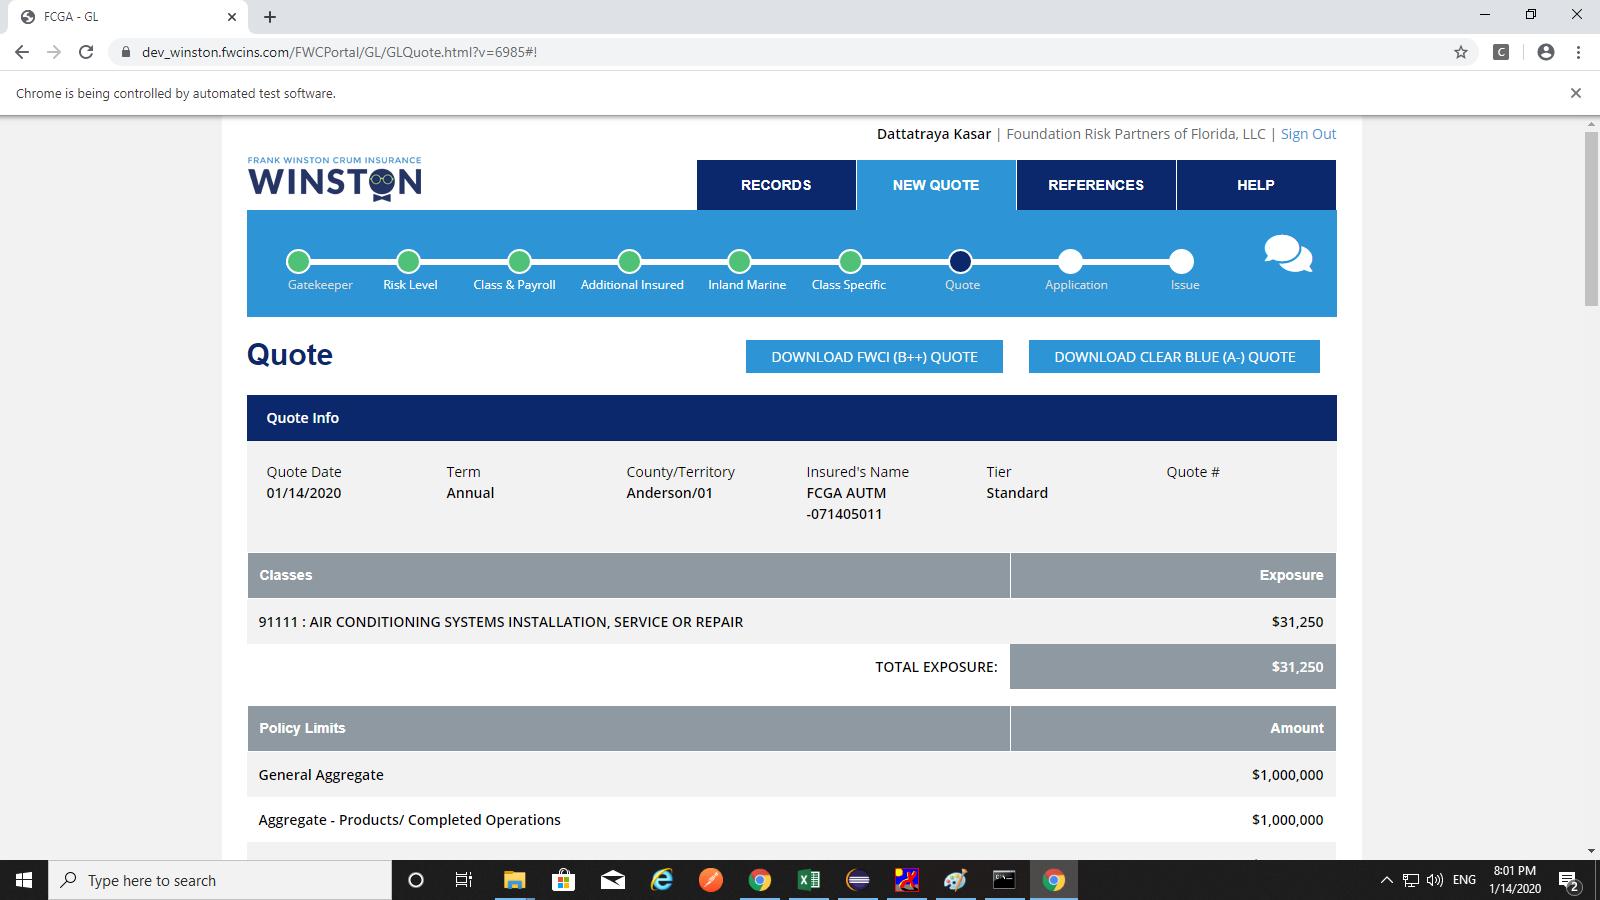 FCGA - GL
dev_winston.fwcins.com/FWCPortal/GL/GLQuote.html?v=6985#!
C
Chrome is being controlled by automated test software.
Dattatraya Kasar | Foundation Risk Partners of Florida, LLC | Sign Out
FRANK WINSTON CRUM INSURANCE
WINSTON
RECORDS NEW QUOTE REFERENCES HELP
Gatekeeper Risk Level Class & Payroll Additional Insured Inland Marine Class Specific Quote Application Issue
Quote DOWNLOAD FWCI (B++) QUOTE DOWNLOAD CLEAR BLUE (A-) QUOTE
Quote Info
Quote Date Term County/Territory Insured's Name Tier Quote #
01/14/2020 Annual Anderson/01 FCGA AUTM Standard
-071405011
Classes Exposure
91111 : AIR CONDITIONING SYSTEMS INSTALLATION, SERVICE OR REPAIR $31,250
TOTAL EXPOSURE: $31,250
Policy Limits Amount
General Aggregate $1,000,000
Aggregate - Products/ Completed Operations $1,000,000
Type here to search ENG 8:01 PM
1/14/2020 2